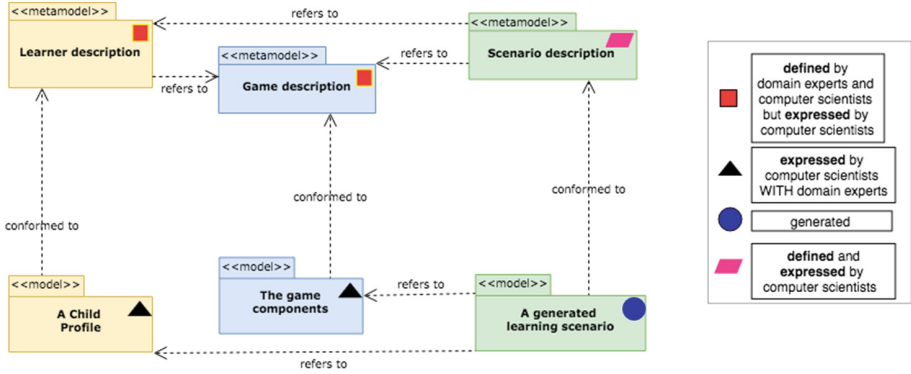 <<metamodel>>
Learner description
refers to
<<metamodel>>
Scenario description
<<metamodel>>
Game description
refers to
refers to
conformed to
conformed to
conformed to
<<model>>
A Child
Profile
<<model>>
The game
components
refers to
<<model>>
A generated
learning scenario
refers to
defined by
domain experts and
computer scientists
but expressed by
computer scientists
expressed by
computer scientists
WITH domain experts
generated
defined and
expressed by
computer scientists